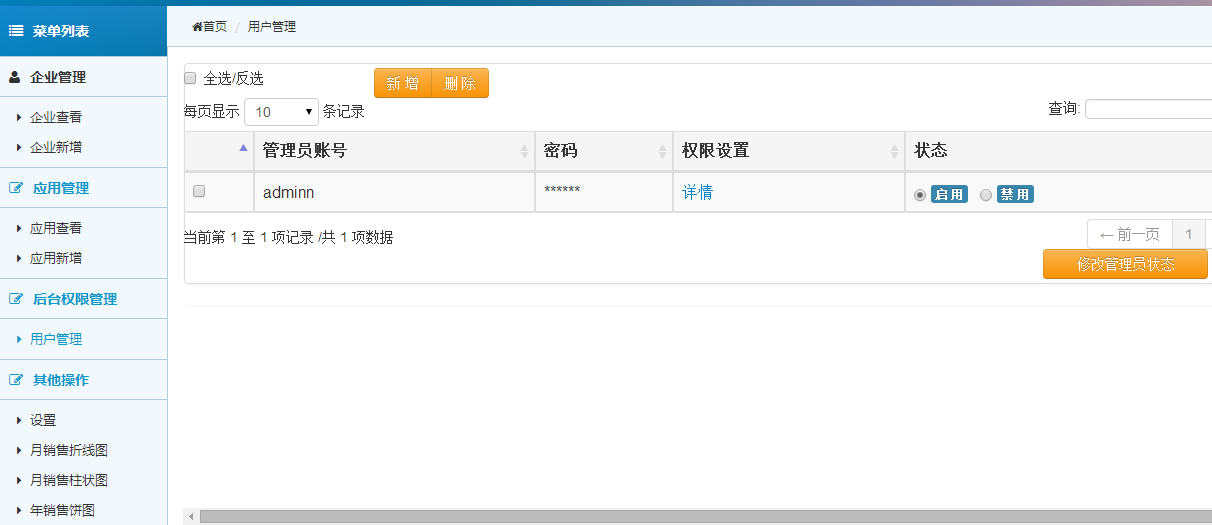 菜单列表
企业管理
企业查看
企业新增
应用管理
应用查看
应用新增
后台权限管理
用户管理
其他操作
设置
月销售折线图
月销售柱状图
年销售饼图
首页 / 用户管理
全选/反选 新 增 删 除
每页显示 10 条记录 查询:
管理员账号 密码 权限设置 状态
adminn ****** 详情 启 用 禁 用
当前第 1 至 1 项记录 /共 1 项数据 ← 前一页 1
修改管理员状态